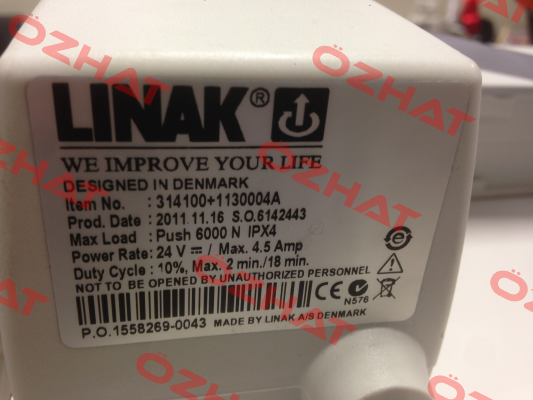 LINAK®
WE IMPROVE YOUR LIFE
DESIGNED IN DENMARK
Item No. : 314100+1130004A
Prod. Date : 2011.11.16 S.O.6142443
Max Load : Push 6000 N IPX4
Power Rate: 24 V ⎓ / Max. 4.5 Amp
Duty Cycle : 10%, Max. 2 min./18 min.
NOT TO BE OPENED BY UNAUTHORIZED PERSONNEL
CE
N576
P.O.1558269-0043 MADE BY LINAK A/S DENMARK
ÖZHAT
ÖZHAT
ÖZHAT
ÖZHAT
ÖZHAT
ÖZHAT
ÖZHAT
ÖZHAT